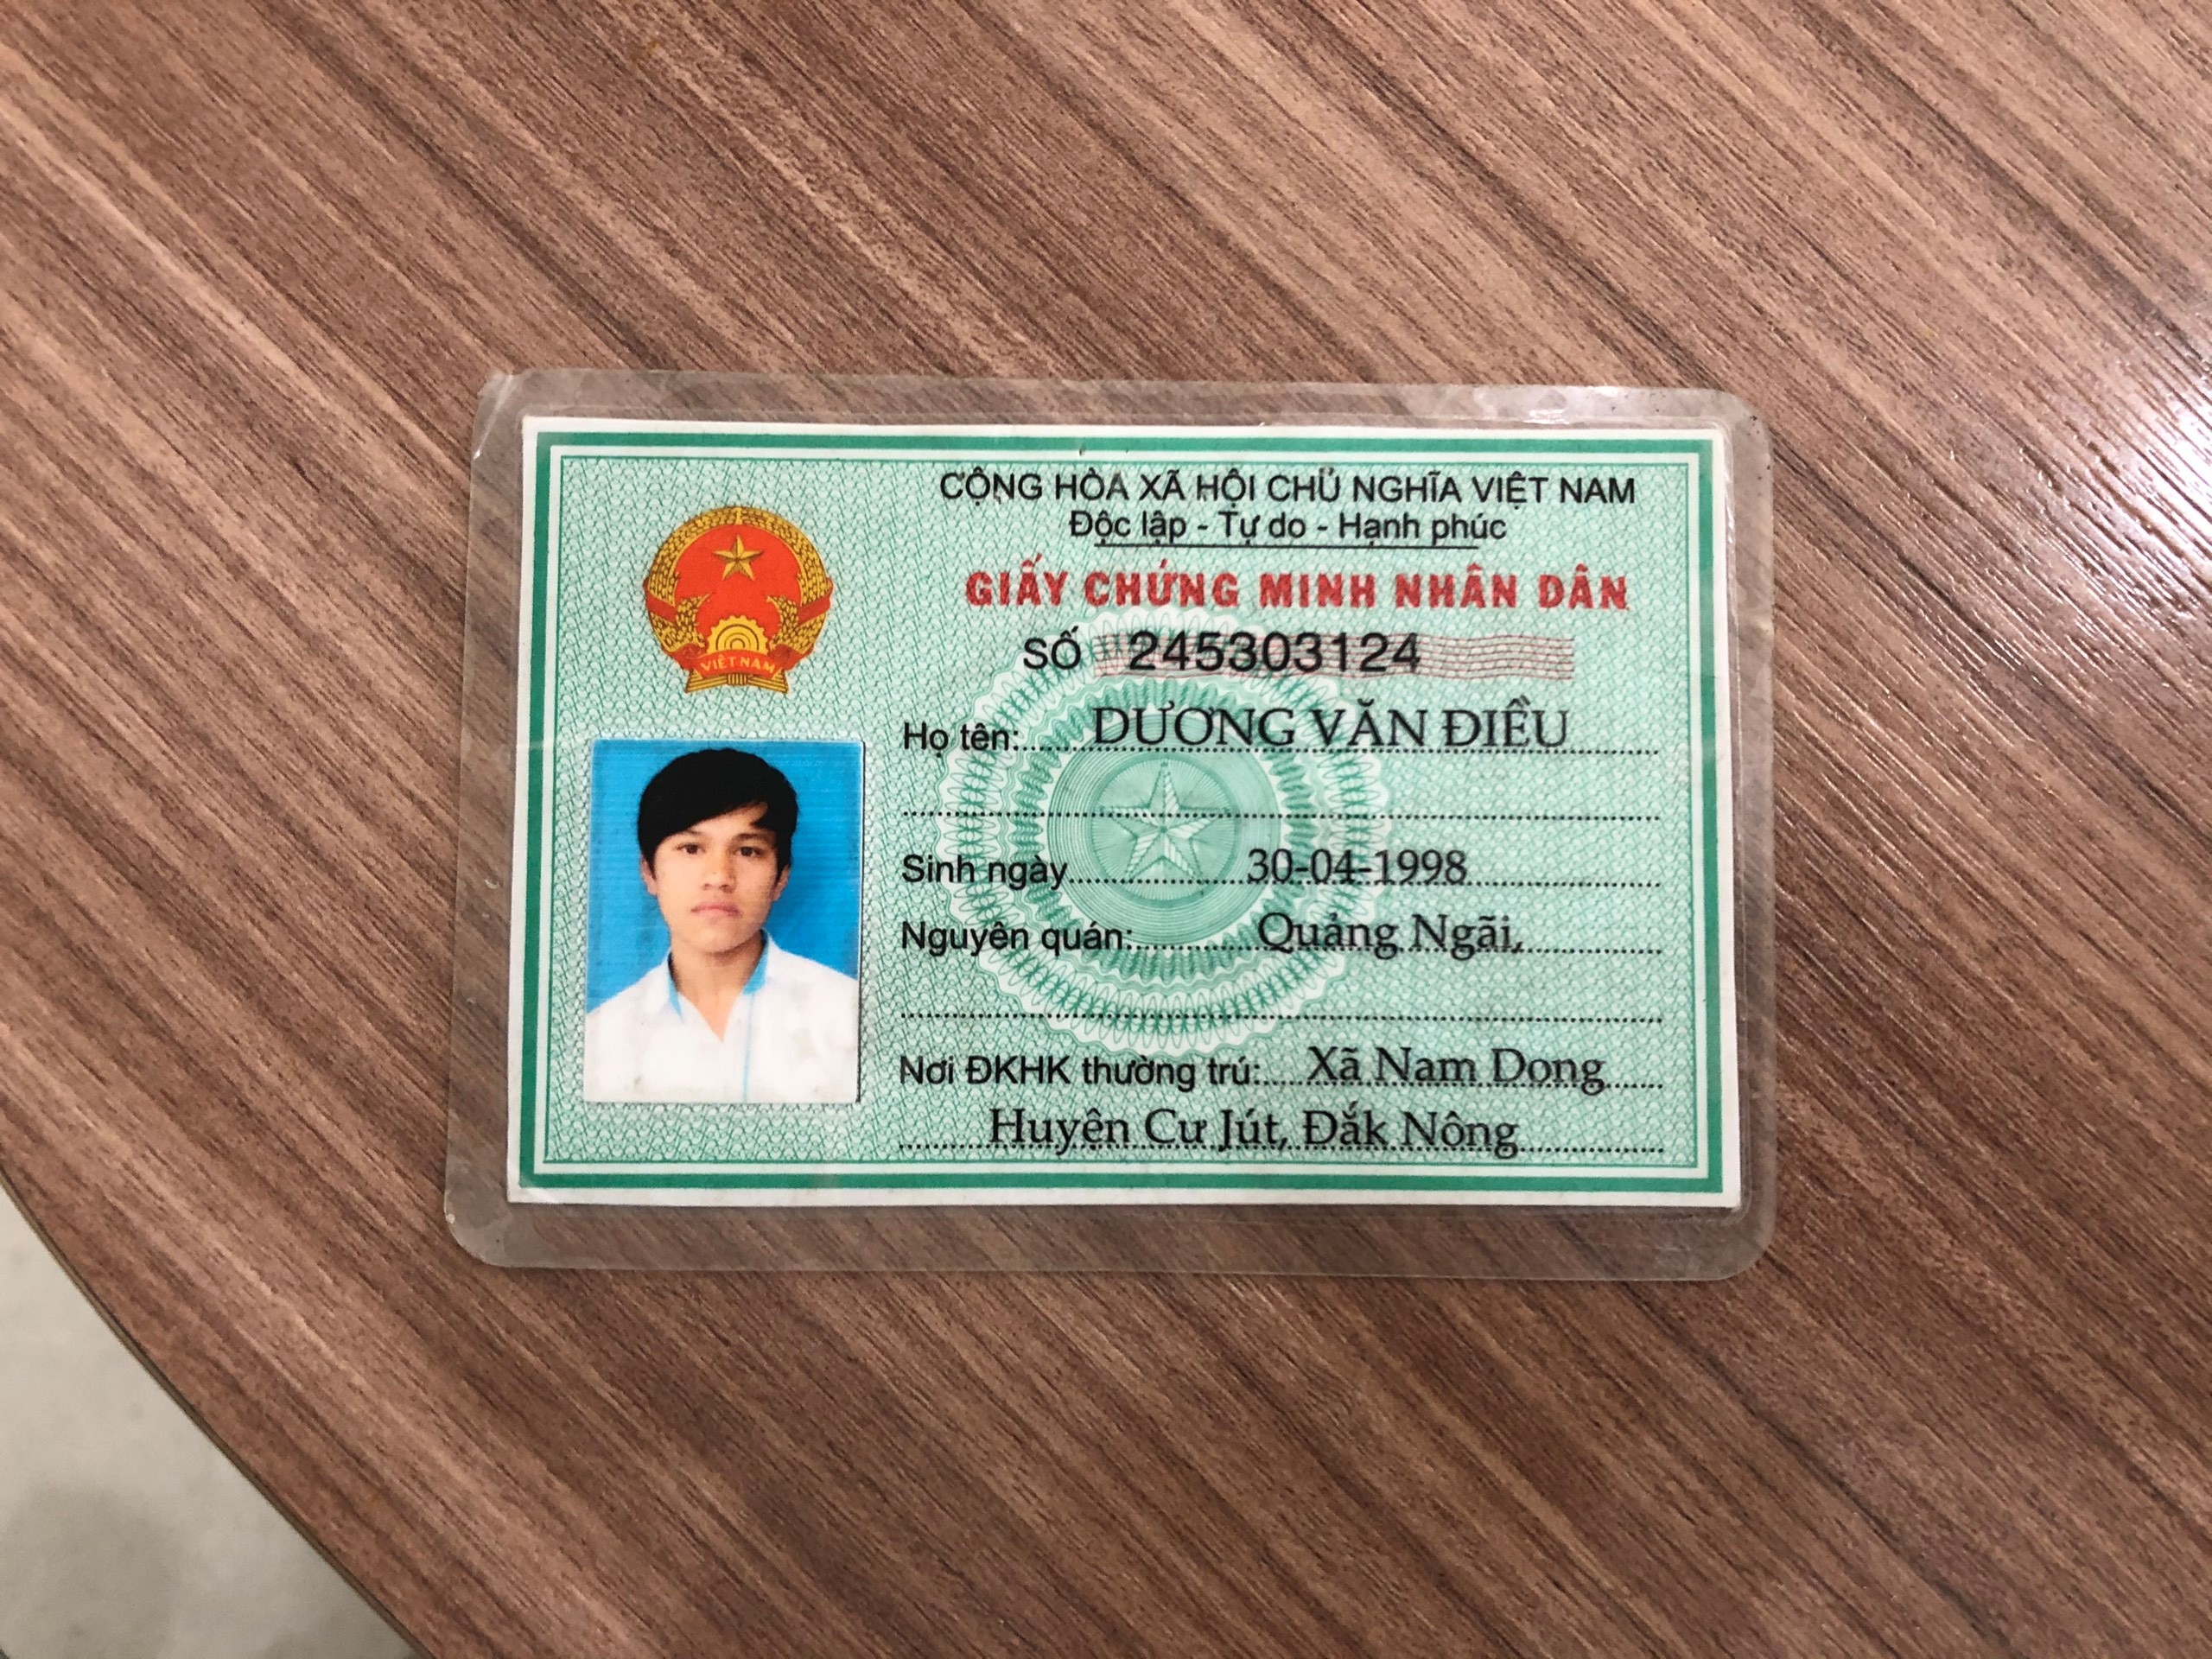 CỘNG HÒA XÃ HỘI CHỦ NGHĨA VIỆT NAM
Độc lập - Tự do - Hạnh phúc
GIẤY CHỨNG MINH NHÂN DÂN
SỐ 245303124
VIỆT NAM
Họ tên: DƯƠNG VĂN ĐIỀU
Sinh ngày 30-04-1998
Nguyên quán: Quảng Ngãi,
Nơi ĐKHK thường trú: Xã Nam Dong
Huyện Cư Jút, Đắk Nông